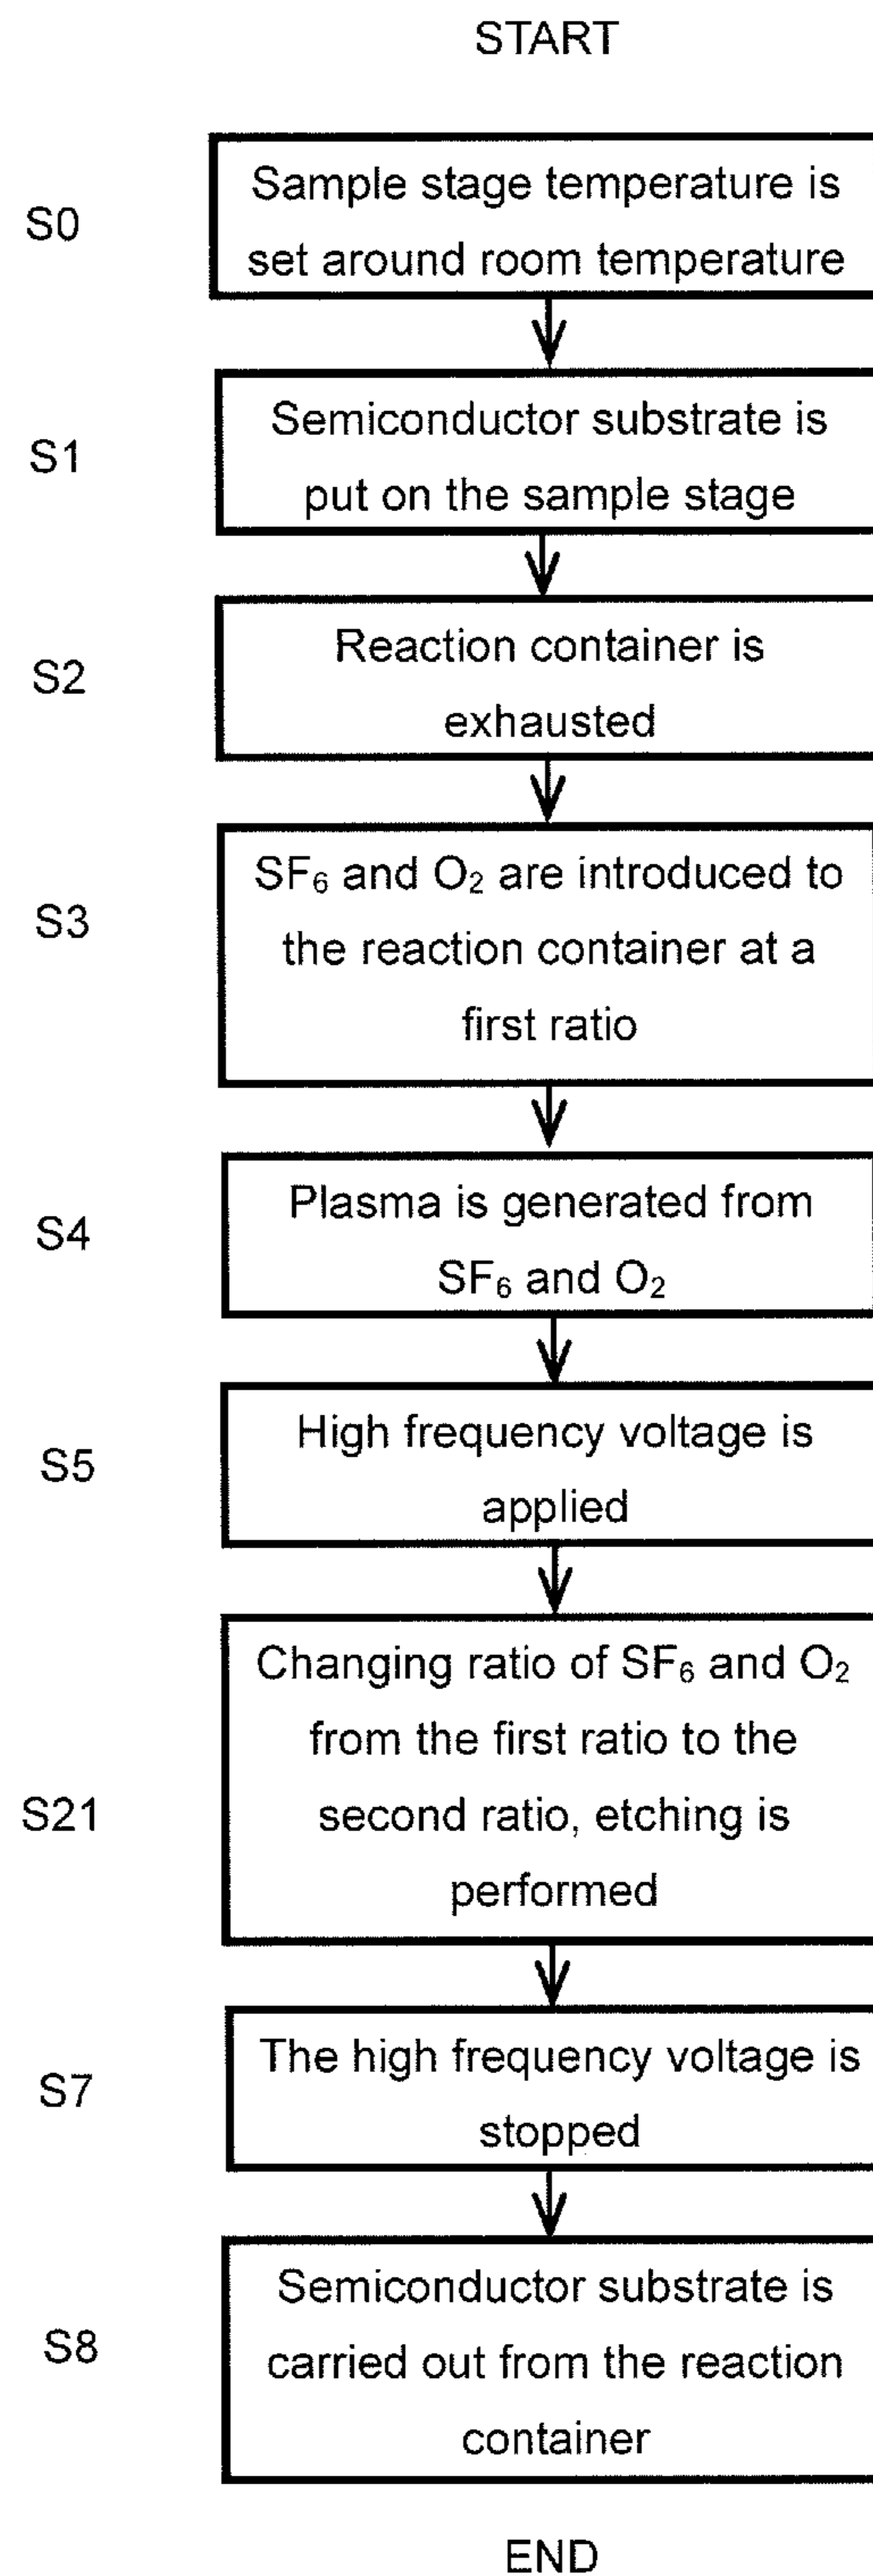 START
S0
Sample stage temperature is
set around room temperature
S1
Semiconductor substrate is
put on the sample stage
S2
Reaction container is
exhausted
S3
SF₆ and O₂ are introduced to
the reaction container at a
first ratio
S4
Plasma is generated from
SF₆ and O₂
S5
High frequency voltage is
applied
S21
Changing ratio of SF₆ and O₂
from the first ratio to the
second ratio, etching is
performed
S7
The high frequency voltage is
stopped
S8
Semiconductor substrate is
carried out from the reaction
container
END